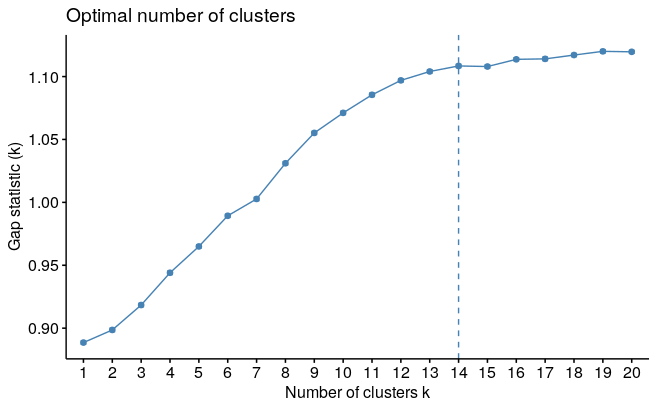 Optimal number of clusters
Gap statistic (k)
1.10
1.05
1.00
0.95
0.90
1 2 3 4 5 6 7 8 9 10 11 12 13 14 15 16 17 18 19 20
Number of clusters k